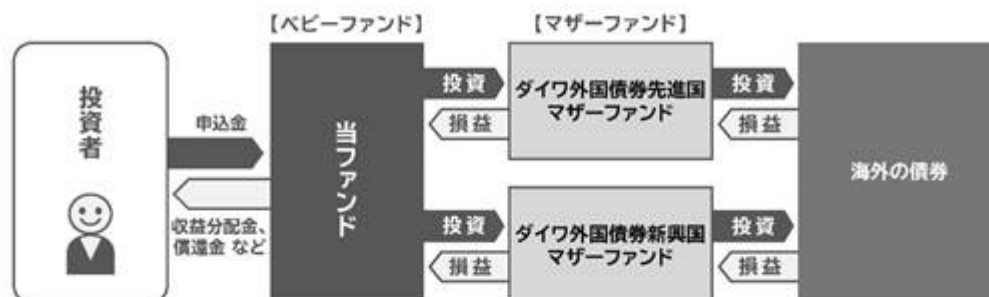 【ベビーファンド】
【マザーファンド】
投資者
申込金
収益分配金、
償還金 など
当ファンド
投資
損益
ダイワ外国債券先進国
マザーファンド
投資
損益
投資
損益
ダイワ外国債券新興国
マザーファンド
投資
損益
海外の債券